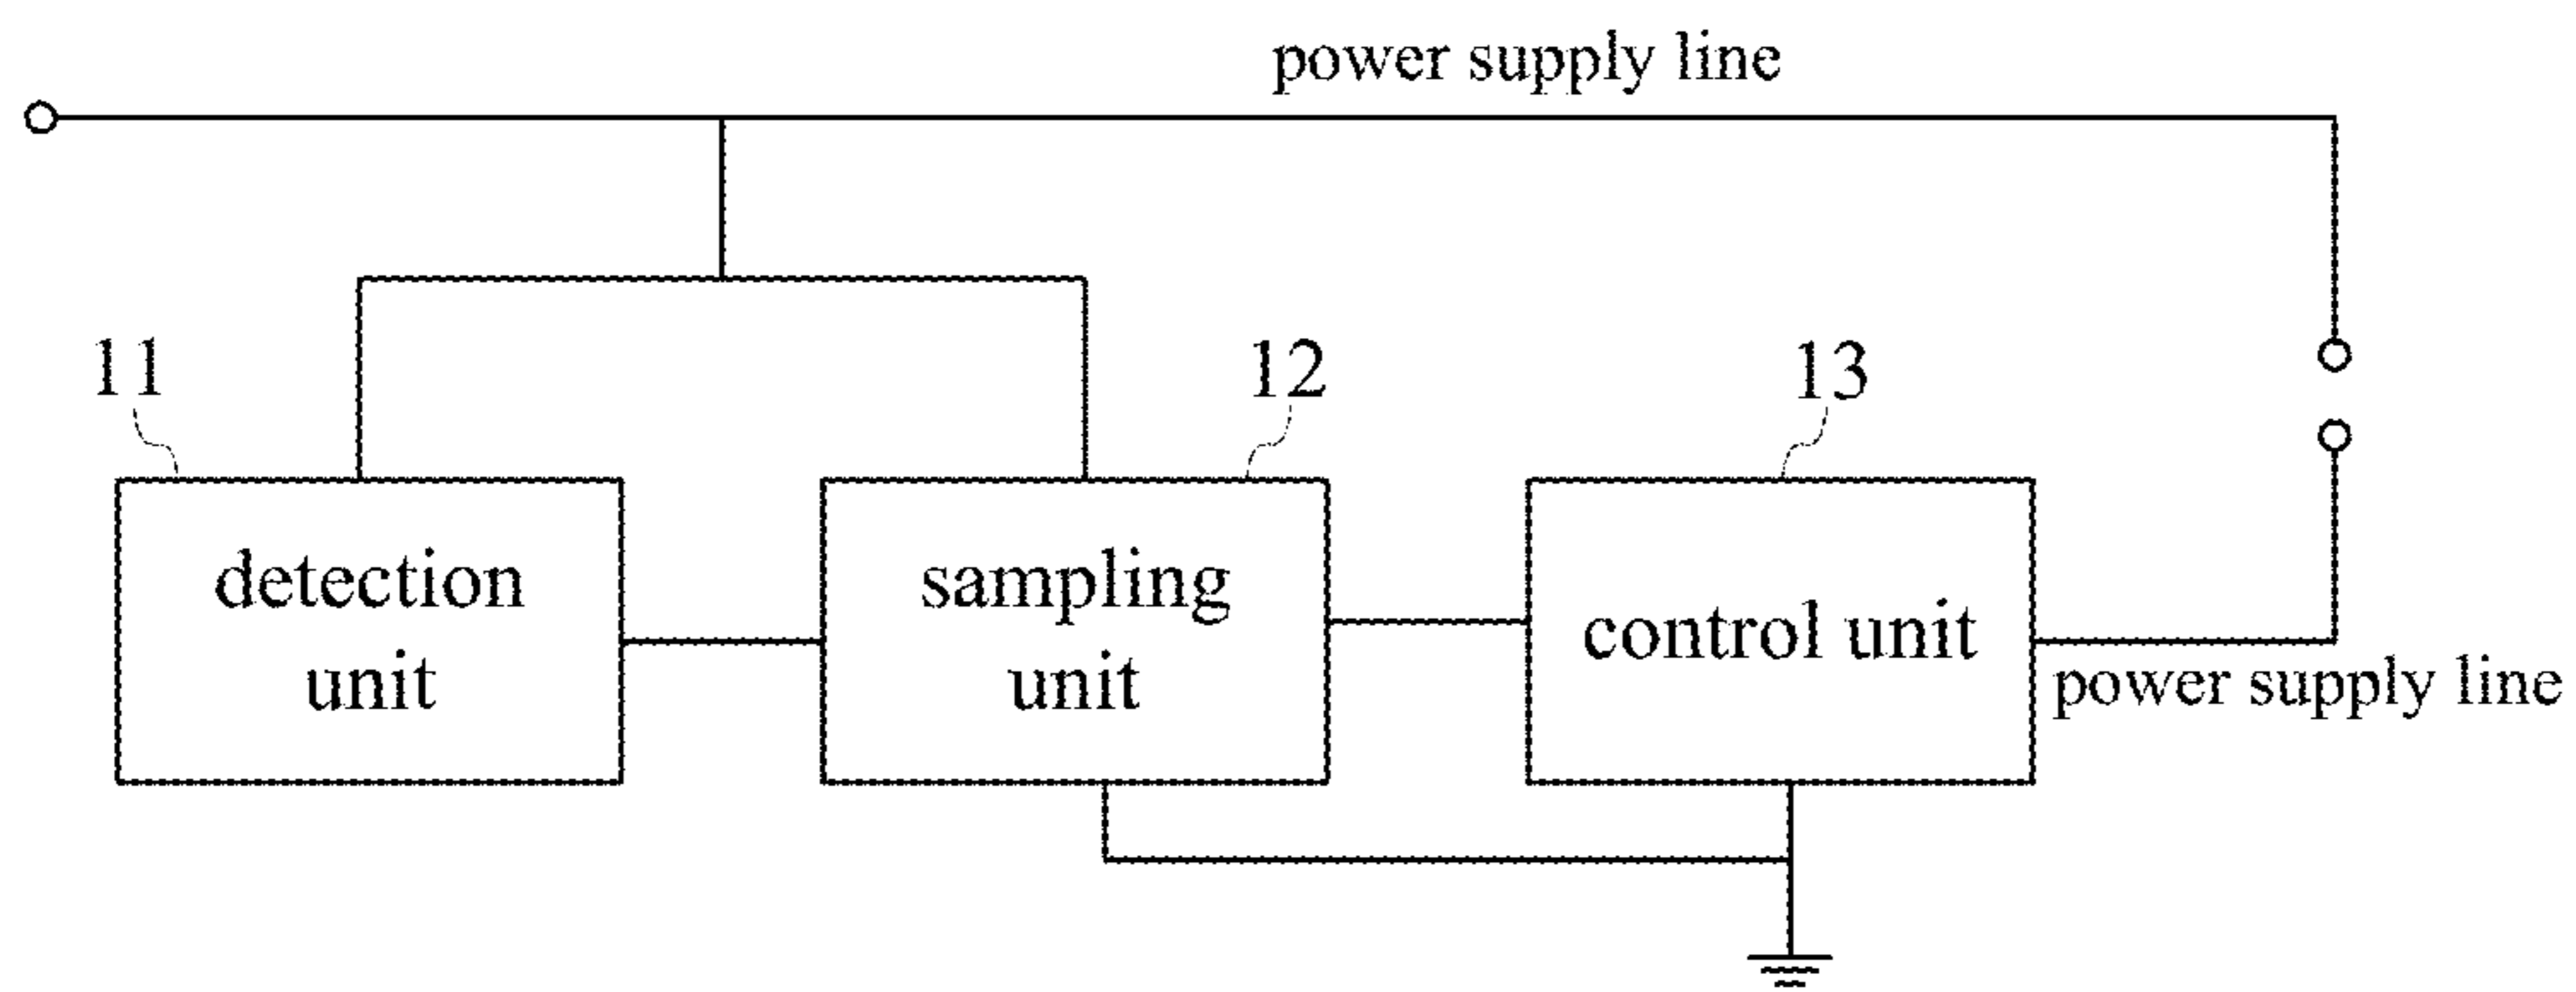 power supply line
11
12
13
detection
unit
sampling
unit
control unit
power supply line